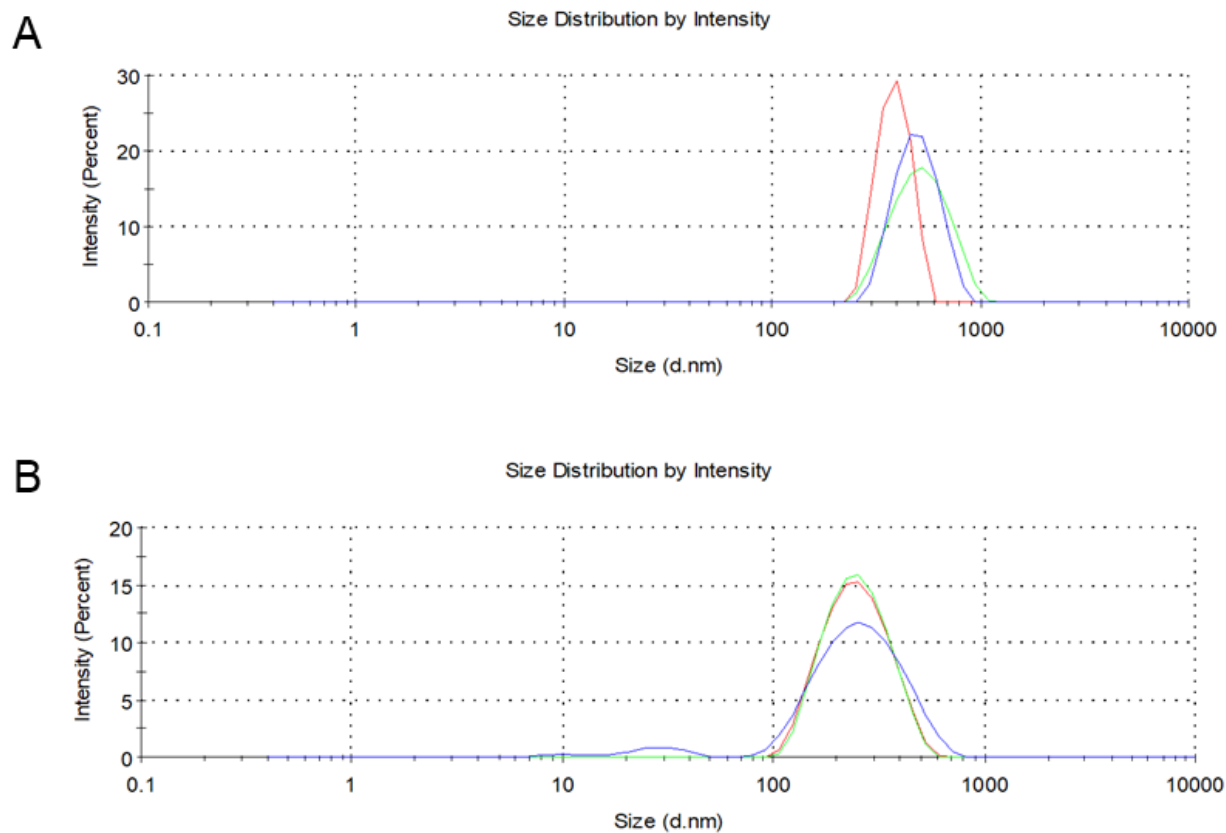 A
Size Distribution by Intensity
Intensity (Percent)
30
20
10
0
0.1 1 10 100 1000 10000
Size (d.nm)
B
Size Distribution by Intensity
Intensity (Percent)
20
15
10
5
0
0.1 1 10 100 1000 10000
Size (d.nm)